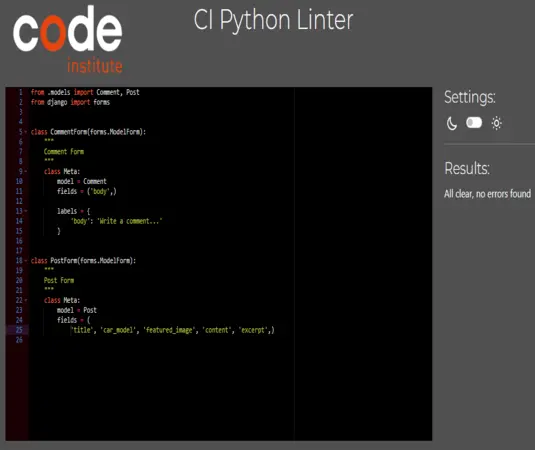 code
institute
CI Python Linter
1 from .models import Comment, Post
2 from django import forms
3
4
5 class CommentForm(forms.ModelForm):
6 """
7 Comment Form
8 """
9 class Meta:
10 model = Comment
11 fields = ('body',)
12
13 labels = {
14 'body': 'Write a comment...'
15 }
16
17
18 class PostForm(forms.ModelForm):
19 """
20 Post Form
21 """
22 class Meta:
23 model = Post
24 fields = (
25 'title', 'car_model', 'featured_image', 'content', 'excerpt',)
26
Settings:
Results:
All clear, no errors found